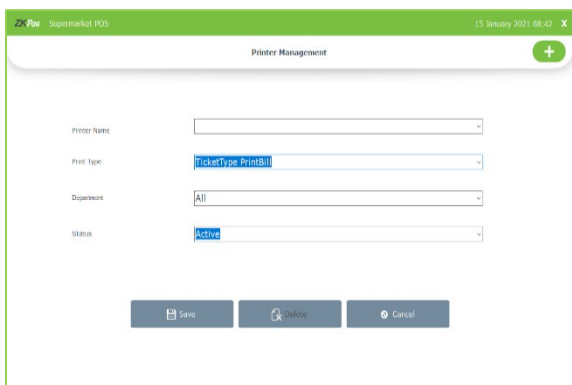 ZKPos Supermarket POS 15 January 2021 08:42 X
Printer Management +
Printer Name
Print Type TicketType PrintBill
Department All
Status Active
Save Delete Cancel